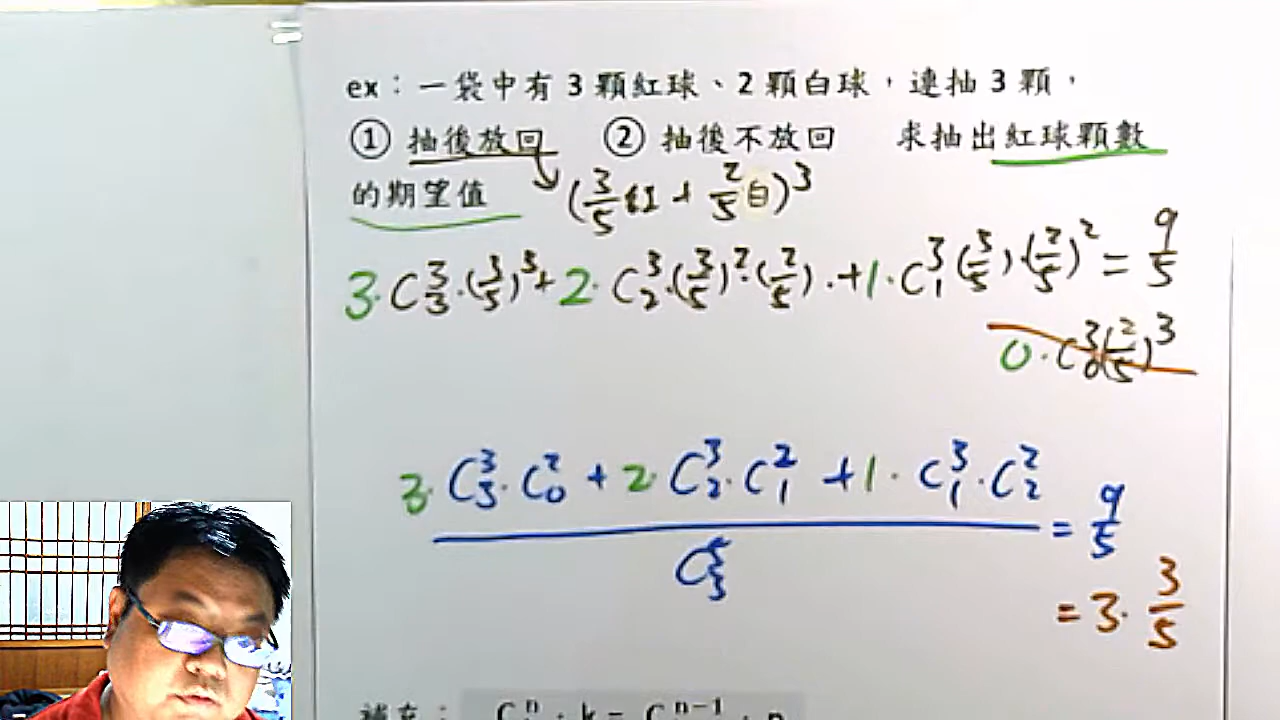 ex：一袋中有 3 顆紅球、2 顆白球，連抽 3 顆，
① 抽後放回 ② 抽後不放回 求抽出紅球顆數
的期望值 (3/5 紅 + 2/5 白)^3
3·C^3_3·(3/5)^3 + 2·C^3_2·(3/5)^2·(2/5)·+1·C^3_1(3/5)·(2/5)^2 = 9/5
0·C^3_0(2/5)^3
3·C^3_3·C^2_0 + 2·C^3_2·C^2_1 + 1·C^3_1·C^2_2
C^5_3
= 9/5
= 3·3/5
補充：